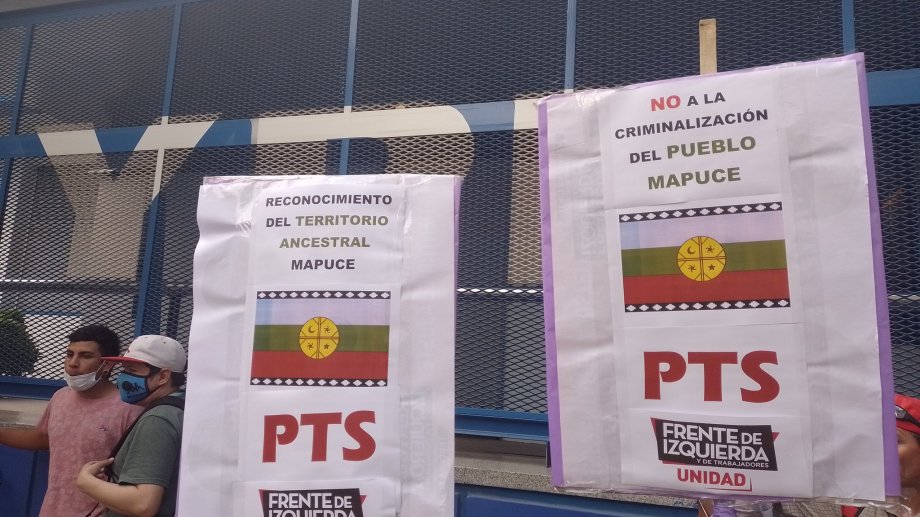 RECONOCIMIENTO
DEL TERRITORIO
ANCESTRAL
MAPUCE
PTS
FRENTE DE
IZQUIERDA
NO A LA
CRIMINALIZACIÓN
DEL PUEBLO
MAPUCE
PTS
FRENTE DE
IZQUIERDA
Y DE TRABAJADORES
UNIDAD